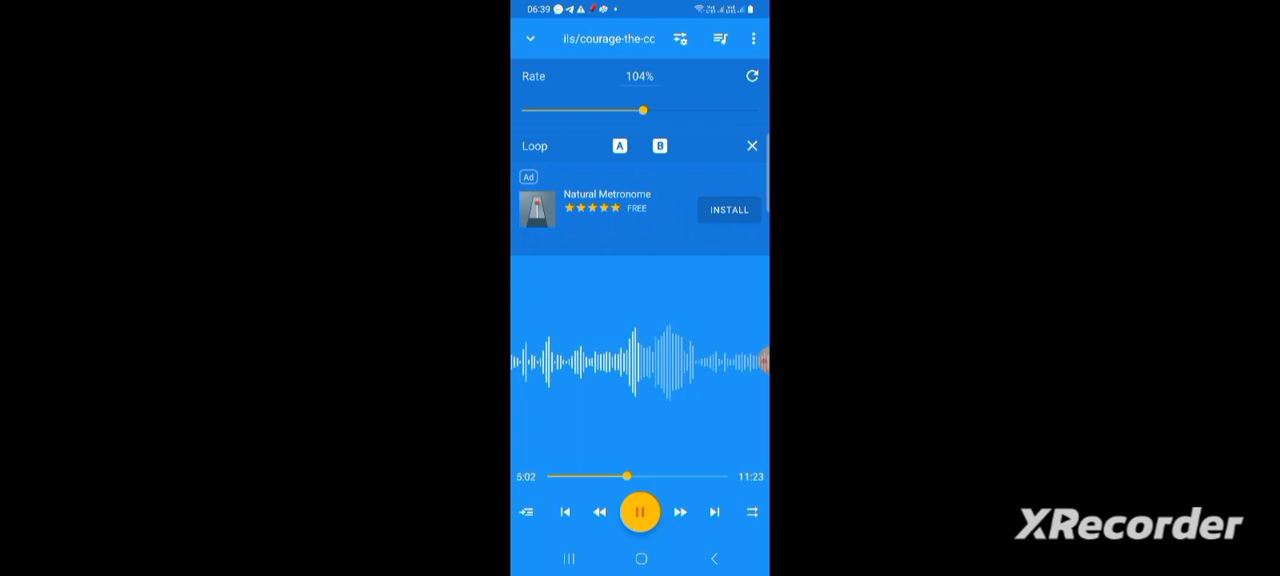 06:39
ils/courage-the-cc
Rate 104%
Loop A B
Ad
Natural Metronome
FREE
INSTALL
5:02 11:23
XRecorder